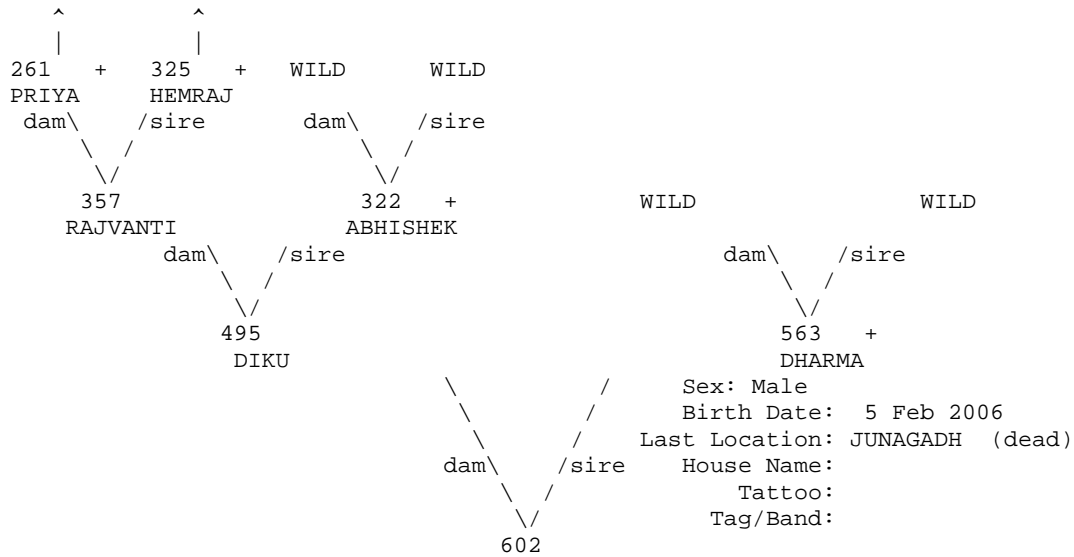 ^ ^
| |
261 + 325 + WILD WILD
PRIYA HEMRAJ
dam\ /sire dam\ /sire
\ / \ /
\/ \/
357 322 + WILD WILD
RAJVANTI ABHISHEK
dam\ /sire dam\ /sire
\ / \ /
\/ \/
495 563 +
DIKU DHARMA
\ / Sex: Male
\ / Birth Date: 5 Feb 2006
\ / Last Location: JUNAGADH (dead)
dam\ /sire House Name:
\ / Tattoo:
\/ Tag/Band:
602